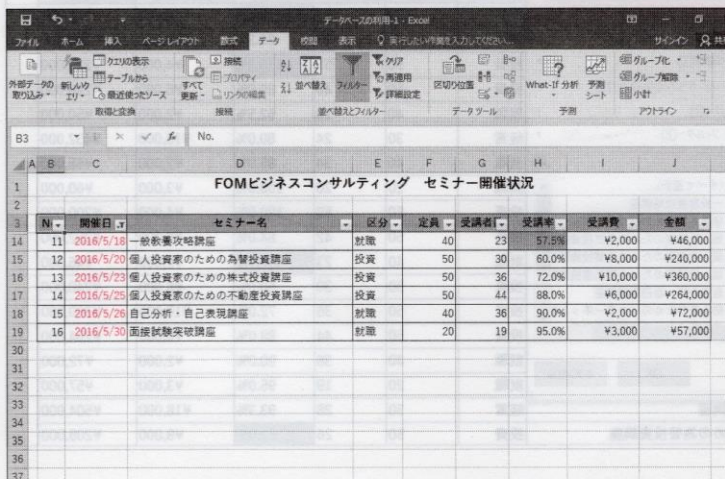 データベースの利用-1 - Excel
ファイル ホーム 挿入 ページレイアウト 数式 データ 校閲 表示 実行したい作業を入力してください サインイン
外部データの取り込み 新しいクエリ クエリの表示 テーブルから 最近使ったソース すべて更新 接続 プロパティ リンクの編集 並べ替え フィルター クリア 再適用 詳細設定 区切り位置 What-If 分析 予測シート グループ化 グループ解除 小計
取得と変換 接続 並べ替えとフィルター データ ツール 予測 アウトライン
B3 fx No.
A B C D E F G H I J
1 FOMビジネスコンサルティング セミナー開催状況
2
3 N 開催日 セミナー名 区分 定員 受講者 受講率 受講費 金額
14 11 2016/5/18 一般教養攻略講座 就職 40 23 57.5% ¥2,000 ¥46,000
15 12 2016/5/20 個人投資家のための為替投資講座 投資 50 30 60.0% ¥8,000 ¥240,000
16 13 2016/5/23 個人投資家のための株式投資講座 投資 50 36 72.0% ¥10,000 ¥360,000
17 14 2016/5/25 個人投資家のための不動産投資講座 投資 50 44 88.0% ¥6,000 ¥264,000
18 15 2016/5/26 自己分析・自己表現講座 就職 40 36 90.0% ¥2,000 ¥72,000
19 16 2016/5/30 面接試験突破講座 就職 20 19 95.0% ¥3,000 ¥57,000
30
31
32
33
34
35
36
37